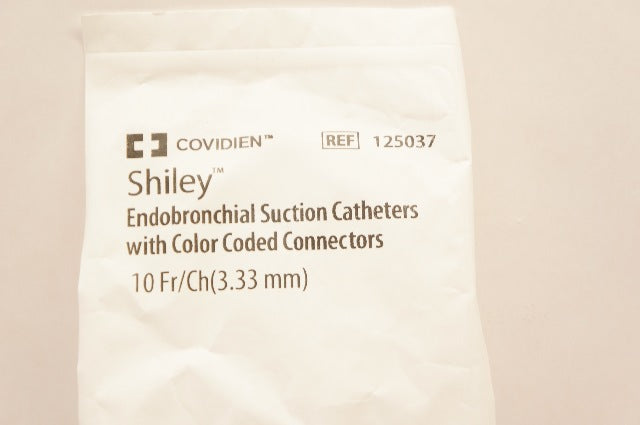 COVIDIEN™ REF 125037
Shiley™
Endobronchial Suction Catheters
with Color Coded Connectors
10 Fr/Ch(3.33 mm)